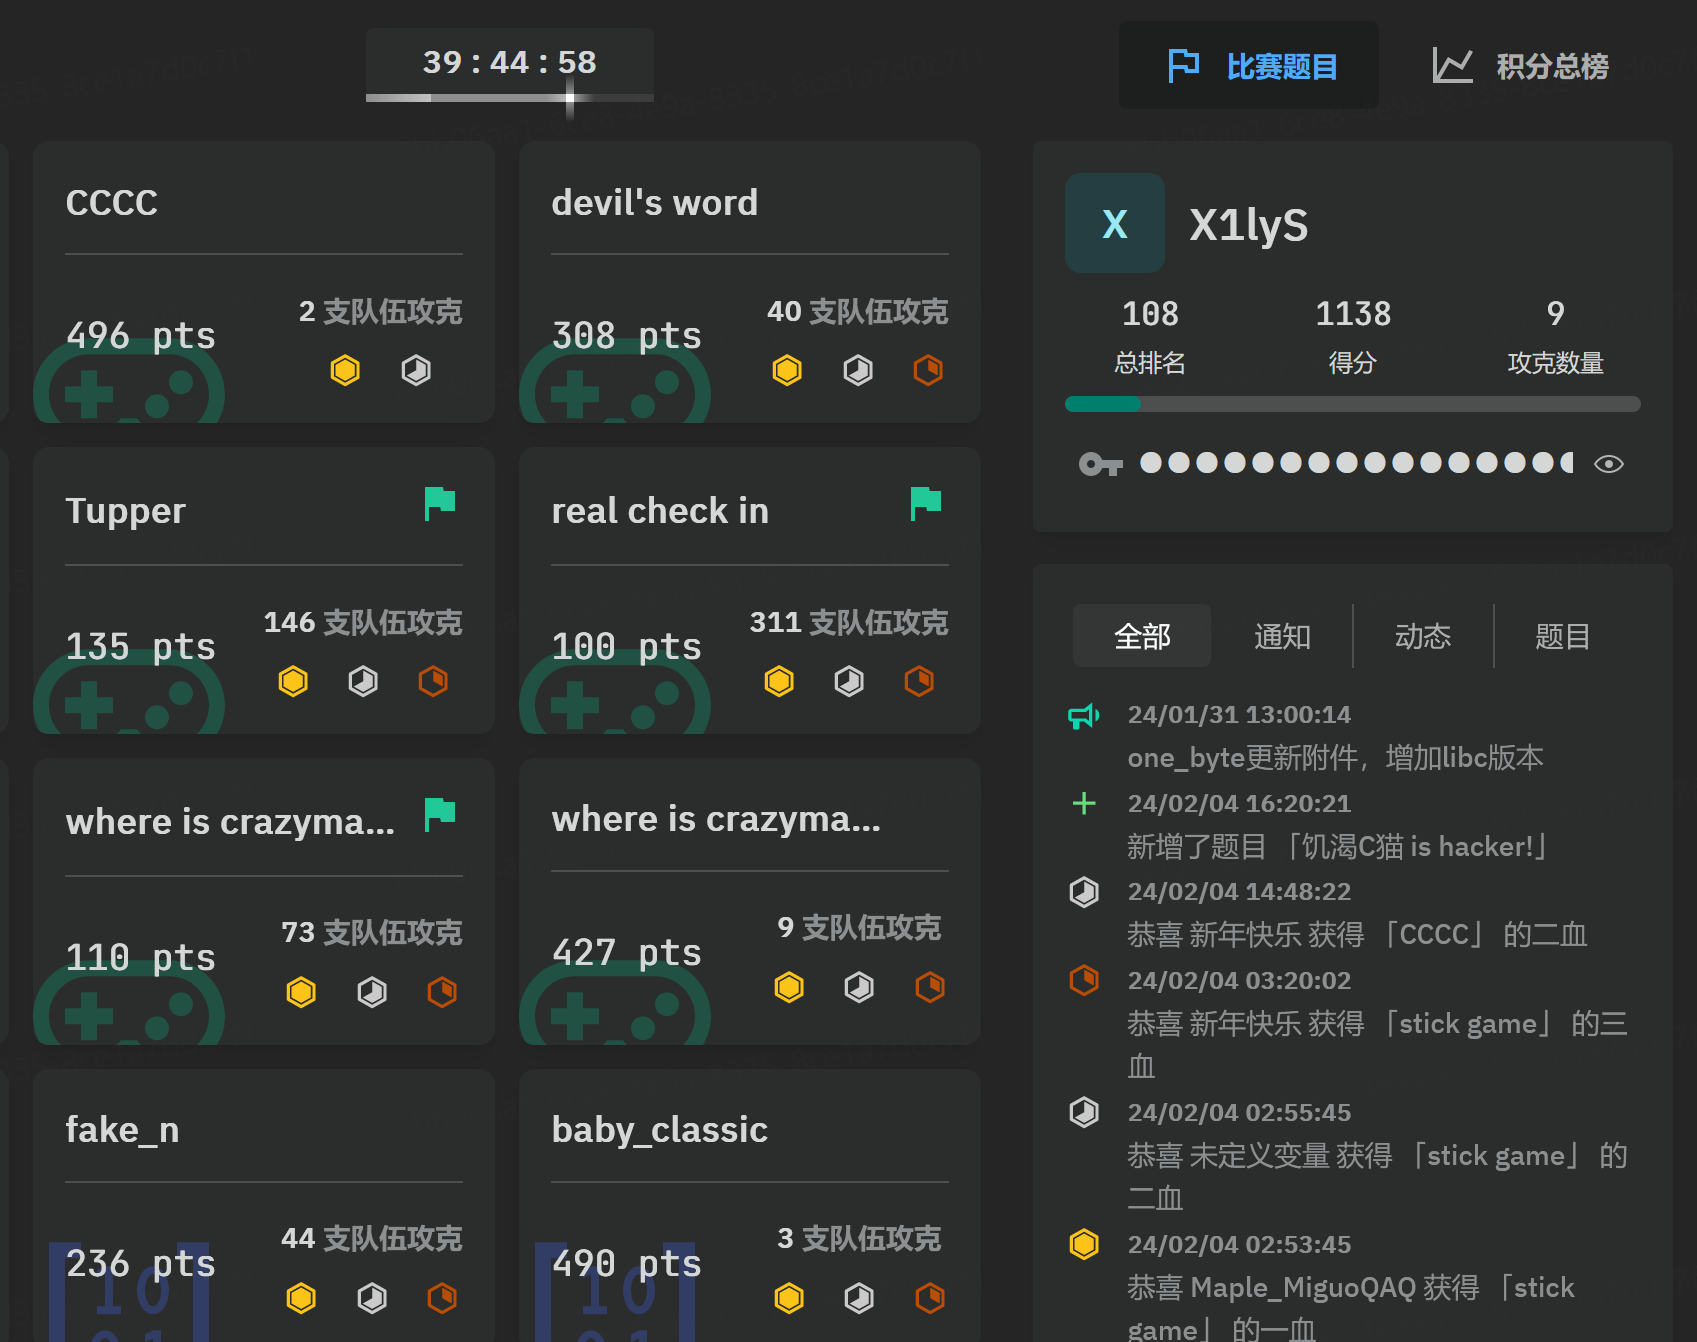 39 : 44 : 58
比赛题目
积分总榜
CCCC
2 支队伍攻克
496 pts
devil's word
40 支队伍攻克
308 pts
Tupper
146 支队伍攻克
135 pts
real check in
311 支队伍攻克
100 pts
where is crazyma...
73 支队伍攻克
110 pts
where is crazyma...
9 支队伍攻克
427 pts
fake_n
44 支队伍攻克
236 pts
baby_classic
3 支队伍攻克
490 pts
X
X1lyS
108
1138
9
总排名
得分
攻克数量
全部
通知
动态
题目
24/01/31 13:00:14
one_byte更新附件，增加libc版本
24/02/04 16:20:21
新增了题目 「饥渴C猫 is hacker!」
24/02/04 14:48:22
恭喜 新年快乐 获得 「CCCC」 的二血
24/02/04 03:20:02
恭喜 新年快乐 获得 「stick game」 的三
血
24/02/04 02:55:45
恭喜 未定义变量 获得 「stick game」 的
二血
24/02/04 02:53:45
恭喜 Maple_MiguoQAQ 获得 「stick
game」 的一血